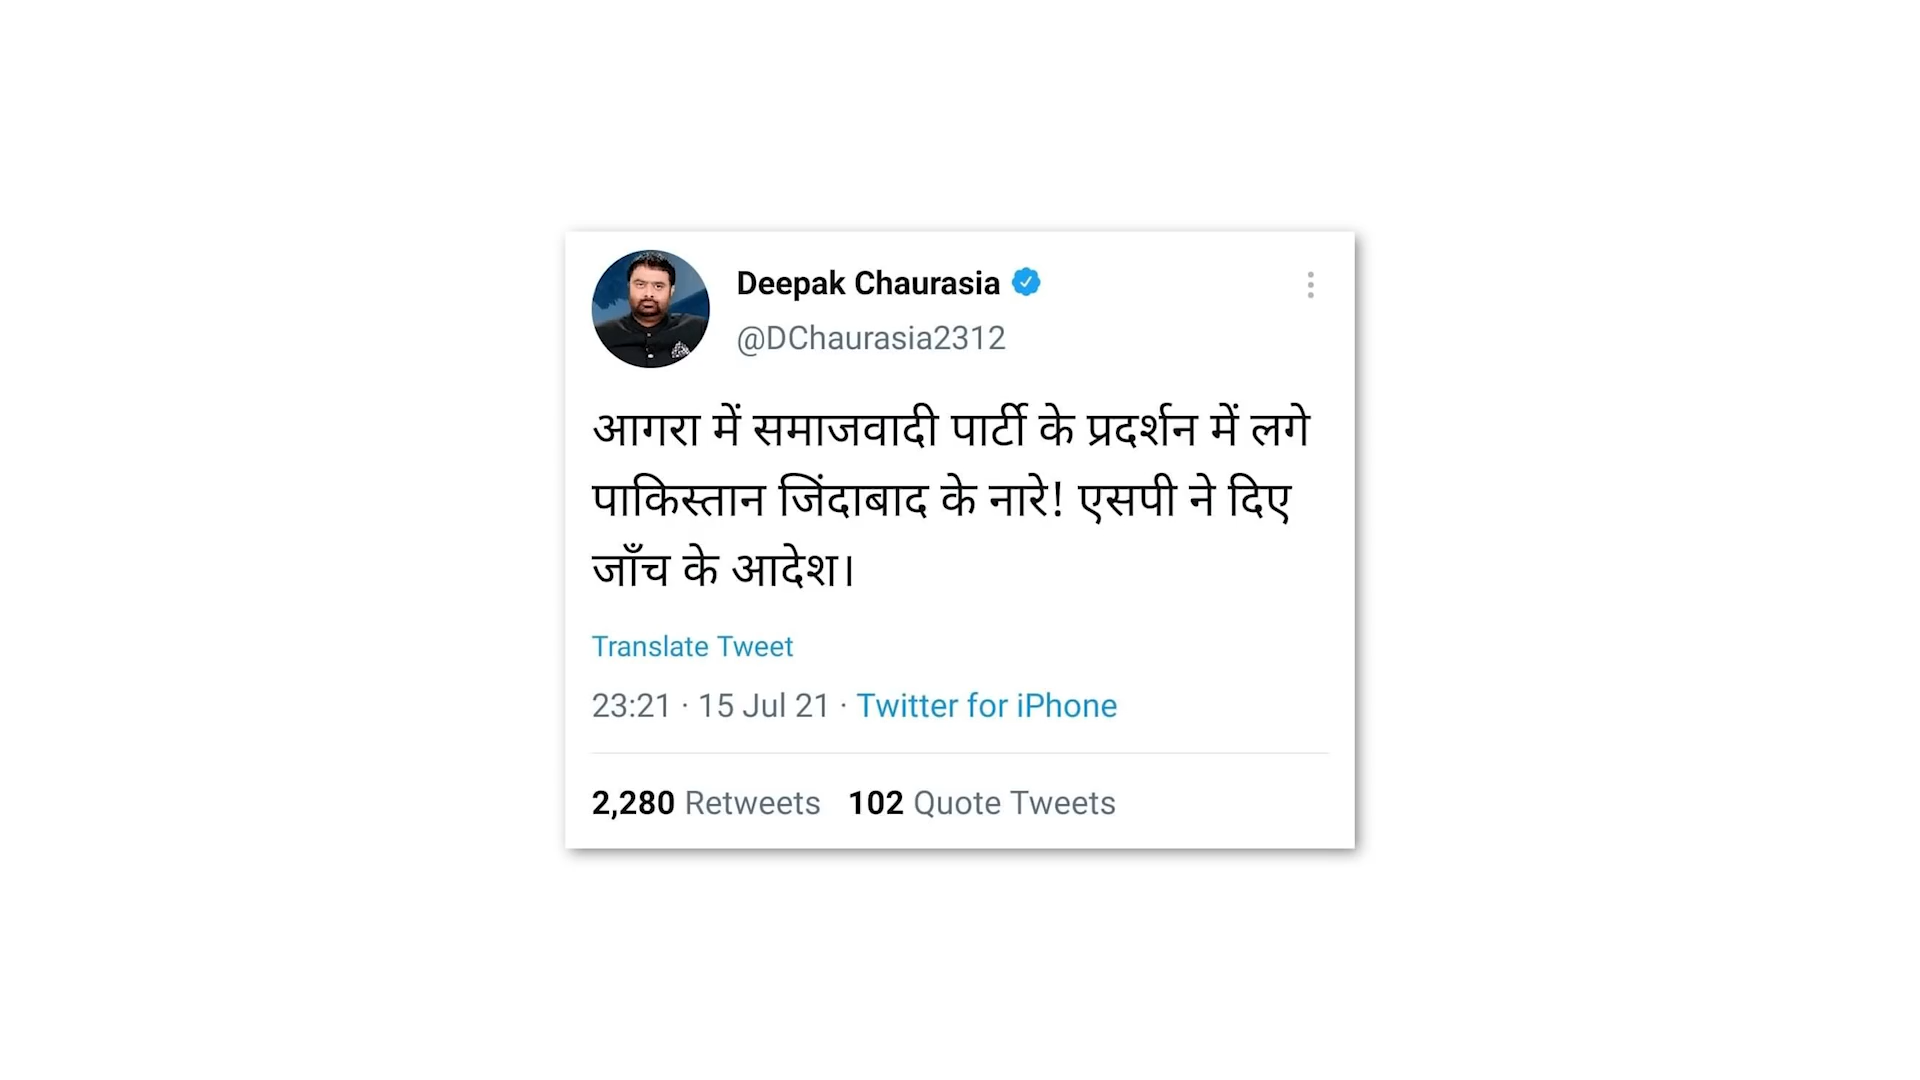 Deepak Chaurasia
@DChaurasia2312
आगरा में समाजवादी पार्टी के प्रदर्शन में लगे
पाकिस्तान जिंदाबाद के नारे! एसपी ने दिए
जाँच के आदेश।
Translate Tweet
23:21 · 15 Jul 21 · Twitter for iPhone
2,280 Retweets 102 Quote Tweets